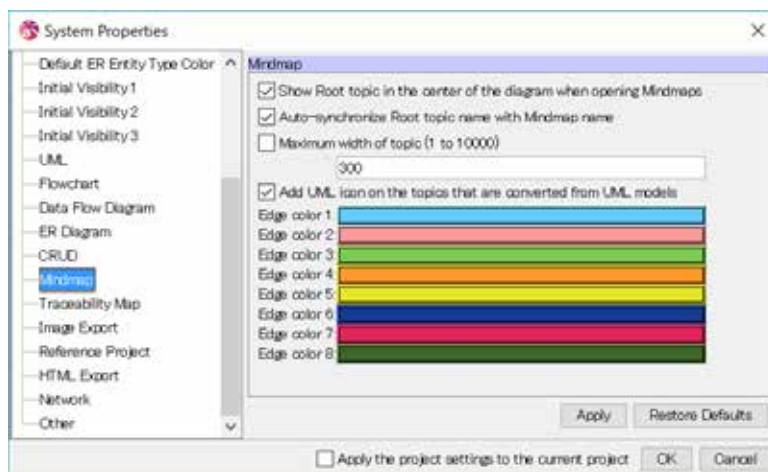 System Properties
Default ER Entity Type Color
Initial Visibility 1
Initial Visibility 2
Initial Visibility 3
UML
Flowchart
Data Flow Diagram
ER Diagram
CRUD
Mindmap
Traceability Map
Image Export
Reference Project
HTML Export
Network
Other
Mindmap
Show Root topic in the center of the diagram when opening Mindmaps
Auto-synchronize Root topic name with Mindmap name
Maximum width of topic (1 to 10000)
300
Add UML icon on the topics that are converted from UML models
Edge color 1:
Edge color 2:
Edge color 3:
Edge color 4:
Edge color 5:
Edge color 6:
Edge color 7:
Edge color 8:
Apply Restore Defaults
Apply the project settings to the current project OK Cancel